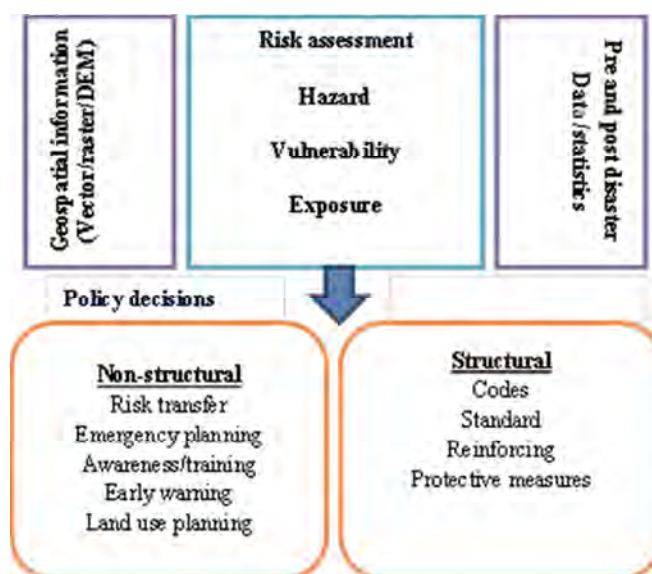 Geospatial information
(Vector/raster/DEM)
Risk assessment
Hazard
Vulnerability
Exposure
Pre and post disaster
Data/statistics
Policy decisions
Non-structural
Risk transfer
Emergency planning
Awareness/training
Early warning
Land use planning
Structural
Codes
Standard
Reinforcing
Protective measures